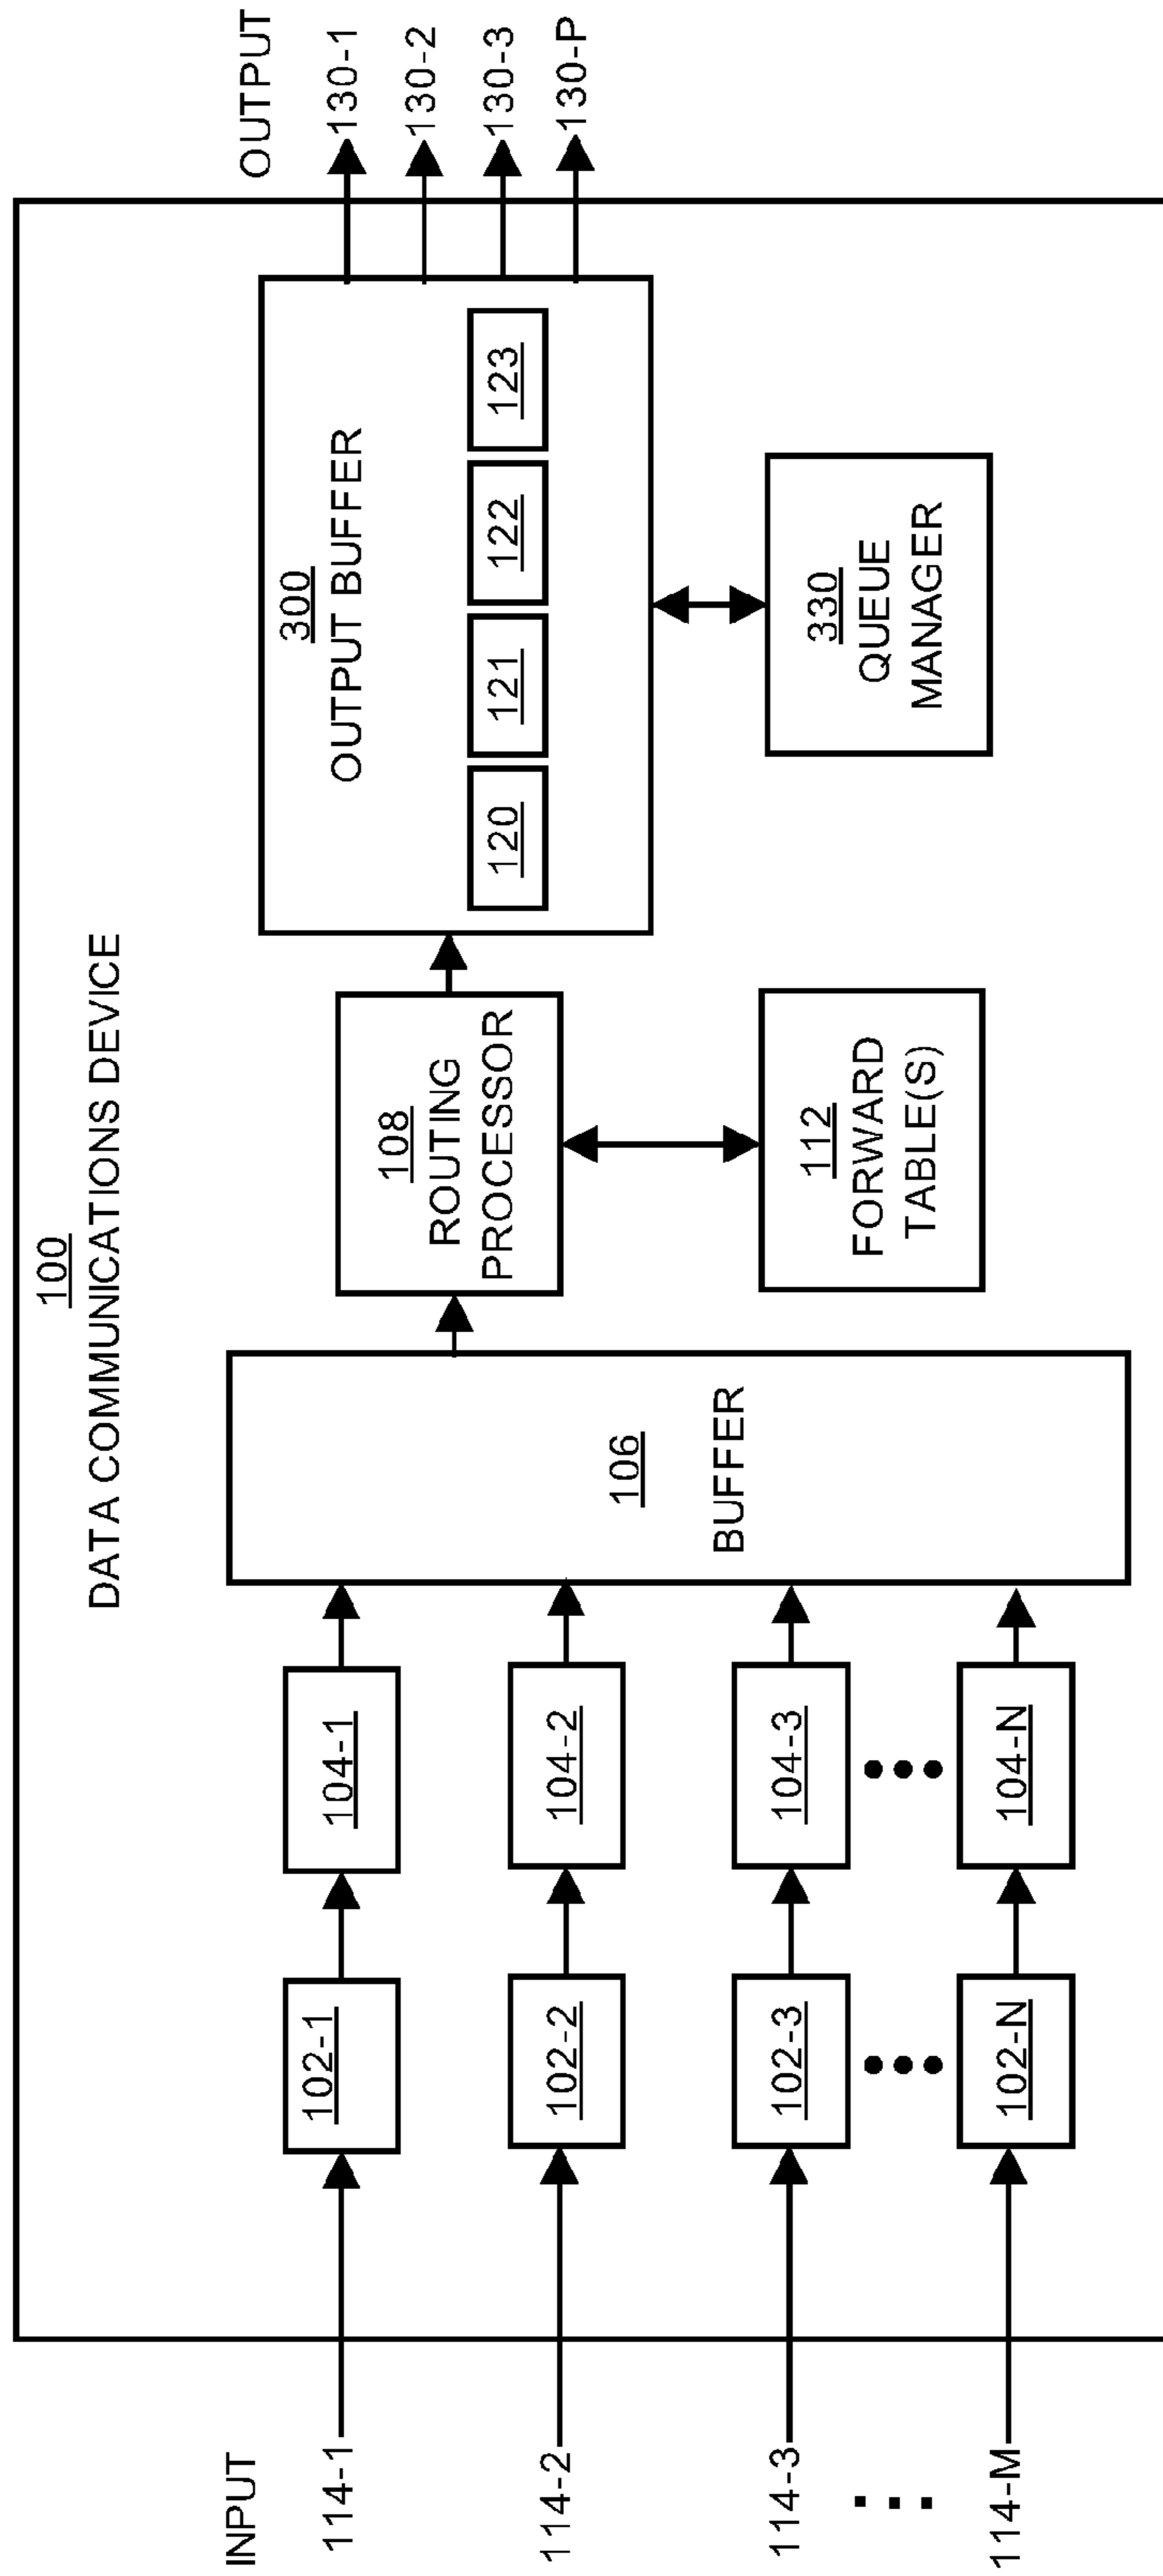 100
DATA COMMUNICATIONS DEVICE
INPUT
114-1
114-2
114-3
114-M
102-1
102-2
102-3
102-N
104-1
104-2
104-3
104-N
106
BUFFER
108
ROUTING
PROCESSOR
112
FORWARD
TABLE(S)
300
OUTPUT BUFFER
120
121
122
123
330
QUEUE
MANAGER
OUTPUT
130-1
130-2
130-3
130-P